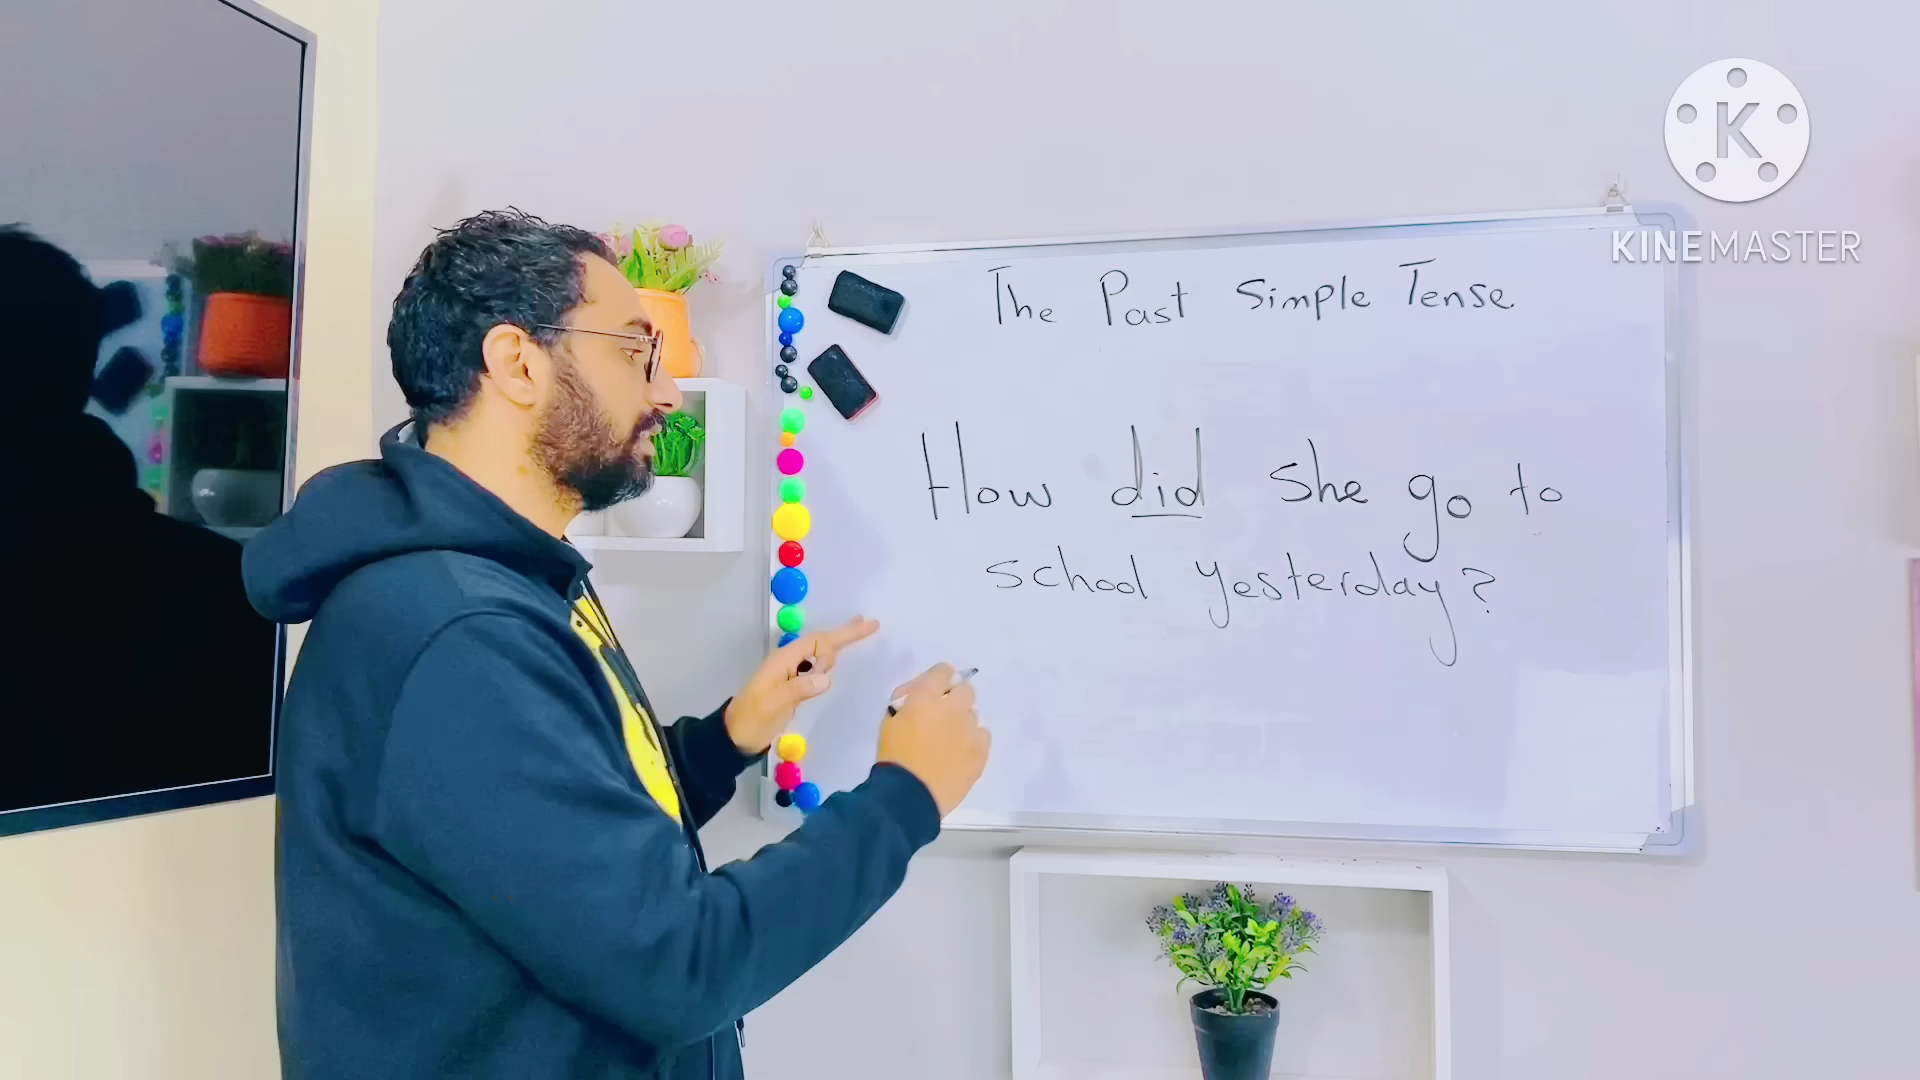 K
KINEMASTER
The Past Simple Tense
How did she go to
school yesterday?